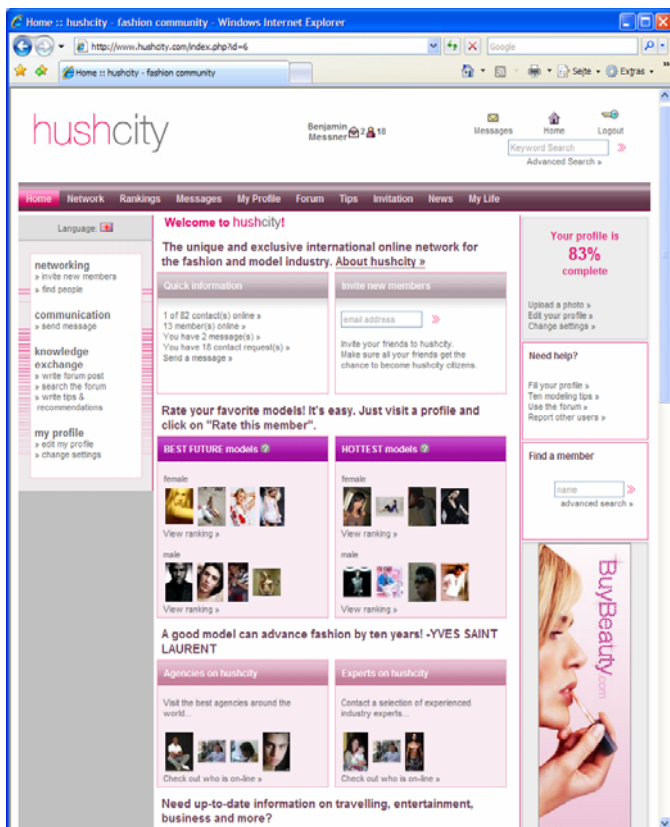 Home :: hushcity - fashion community - Windows Internet Explorer
http://www.hushcity.com/index.php?id=6
Google
Home :: hushcity - fashion community
Sejte
Extras
hushcity
Benjamin
Messner
2
18
Messages
Home
Logout
Keyword Search
Advanced Search »
Home
Network
Rankings
Messages
My Profile
Forum
Tips
Invitation
News
My Life
Language:
networking
» invite new members
» find people
communication
» send message
knowledge
exchange
» write forum post
» search the forum
» write tips &
recommendations
my profile
» edit my profile
» change settings
Welcome to hushcity!
The unique and exclusive international online network for
the fashion and model industry. About hushcity »
Quick information
1 of 82 contact(s) online »
13 member(s) online »
You have 2 message(s) »
You have 18 contact request(s) »
Send a message »
Invite new members
email address
»
Invite your friends to hushcity.
Make sure all your friends get the
chance to become hushcity citizens.
Rate your favorite models! It's easy. Just visit a profile and
click on "Rate this member".
BEST FUTURE models ?
female
View ranking »
male
View ranking »
HOTTEST models ?
female
View ranking »
male
View ranking »
A good model can advance fashion by ten years! -YVES SAINT
LAURENT
Agencies on hushcity
Visit the best agencies around the
world...
Check out who is on-line »
Experts on hushcity
Contact a selection of experienced
industry experts...
Check out who is on-line »
Need up-to-date information on travelling, entertainment,
business and more?
Your profile is
83%
complete
Upload a photo »
Edit your profile »
Change settings »
Need help?
Fill your profile »
Ten modeling tips »
Use the forum »
Report other users »
Find a member
name
»
advanced search »
BuyBeauty.com